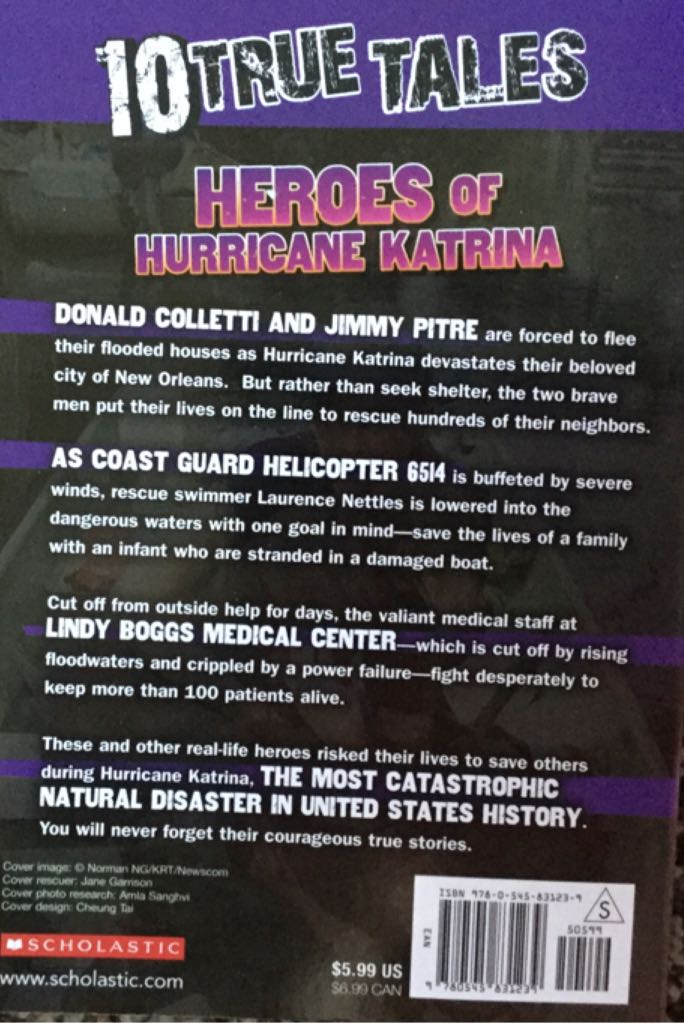 10 TRUE TALES
HEROES OF
HURRICANE KATRINA
DONALD COLLETTI AND JIMMY PITRE are forced to flee
their flooded houses as Hurricane Katrina devastates their beloved
city of New Orleans. But rather than seek shelter, the two brave
men put their lives on the line to rescue hundreds of their neighbors.
AS COAST GUARD HELICOPTER 6514 is buffeted by severe
winds, rescue swimmer Laurence Nettles is lowered into the
dangerous waters with one goal in mind—save the lives of a family
with an infant who are stranded in a damaged boat.
Cut off from outside help for days, the valiant medical staff at
LINDY BOGGS MEDICAL CENTER—which is cut off by rising
floodwaters and crippled by a power failure—fight desperately to
keep more than 100 patients alive.
These and other real-life heroes risked their lives to save others
during Hurricane Katrina, THE MOST CATASTROPHIC
NATURAL DISASTER IN UNITED STATES HISTORY.
You will never forget their courageous true stories.
Cover image: © Norman NG/KRT/Newscom
Cover rescuer: Jane Garrison
Cover photo research: Amla Sanghvi
Cover design: Cheung Tai
SCHOLASTIC
www.scholastic.com
$5.99 US
$6.99 CAN
ISBN 978-0-545-83123-9
S
50599
EAN
9 780545 831239